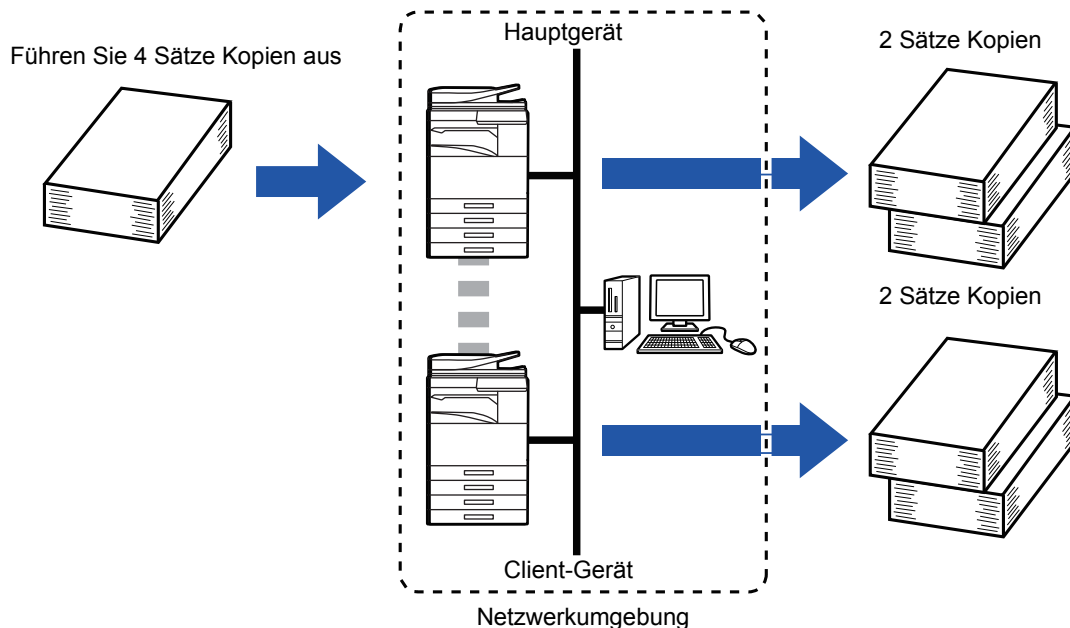 Führen Sie 4 Sätze Kopien aus
Hauptgerät
2 Sätze Kopien
2 Sätze Kopien
Client-Gerät
Netzwerkumgebung